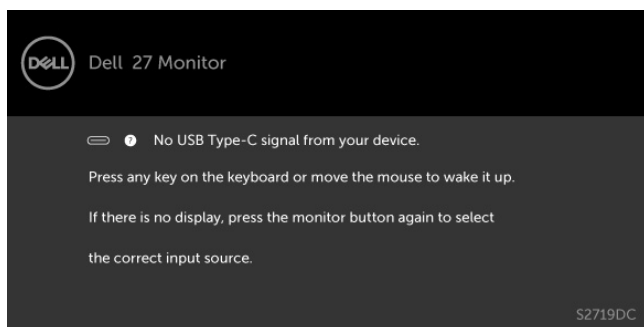 DELL
Dell 27 Monitor
? No USB Type-C signal from your device.
Press any key on the keyboard or move the mouse to wake it up.
If there is no display, press the monitor button again to select
the correct input source.
S2719DC